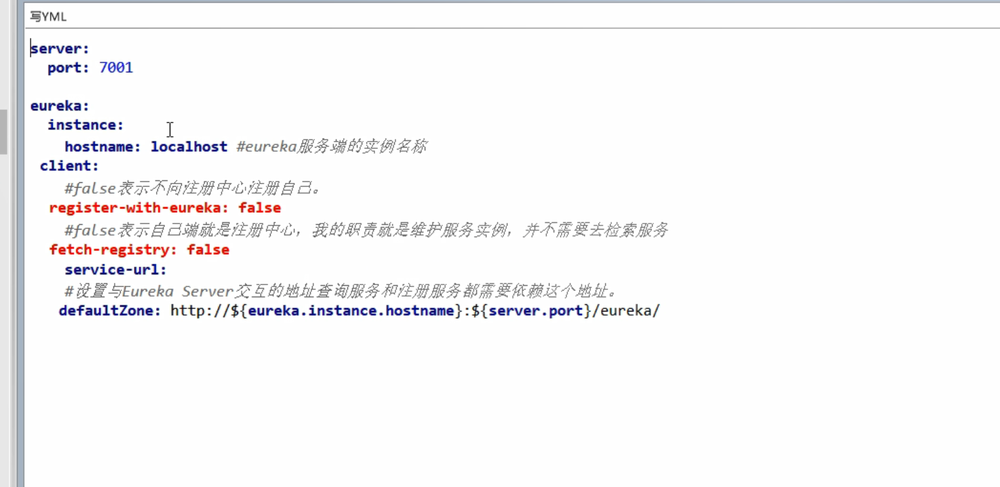 写YML
server:
port: 7001
eureka:
instance:
hostname: localhost #eureka服务端的实例名称
client:
#false表示不向注册中心注册自己。
register-with-eureka: false
#false表示自己端就是注册中心，我的职责就是维护服务实例，并不需要去检索服务
fetch-registry: false
service-url:
#设置与Eureka Server交互的地址查询服务和注册服务都需要依赖这个地址。
defaultZone: http://${eureka.instance.hostname}:${server.port}/eureka/